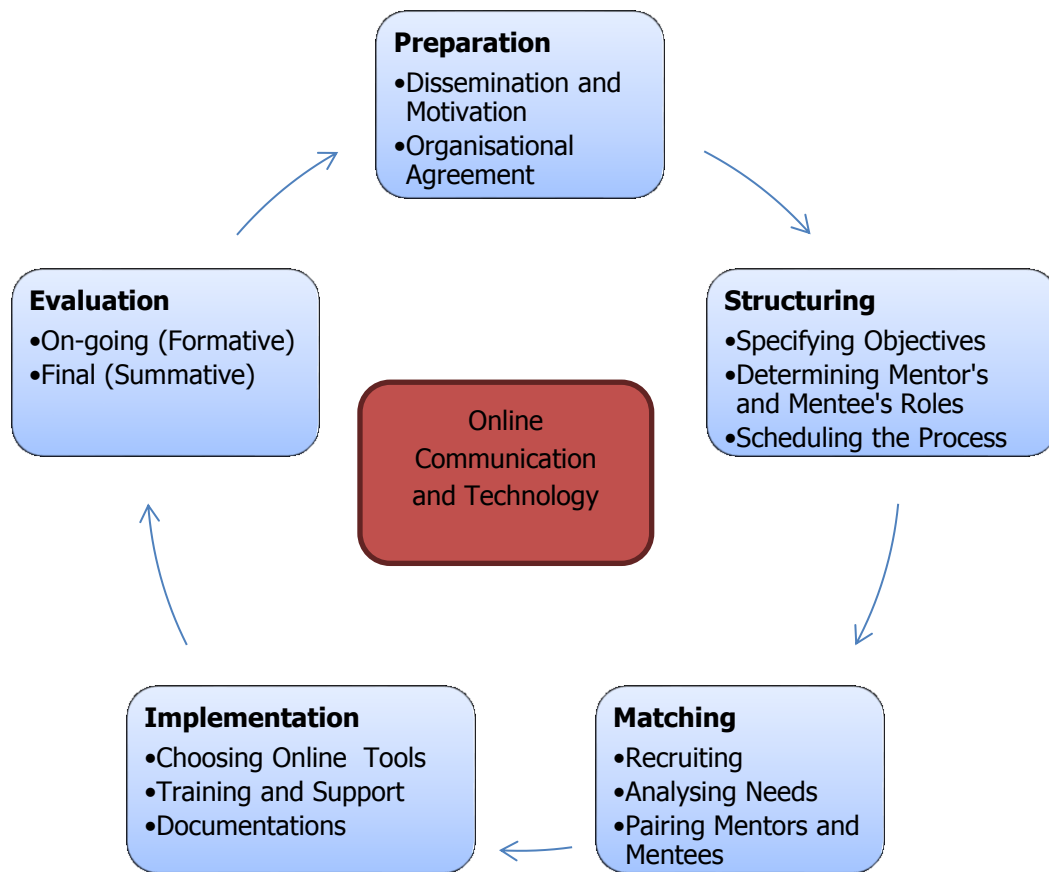 Preparation
•Dissemination and
Motivation
•Organisational
Agreement
Structuring
•Specifying Objectives
•Determining Mentor's
and Mentee's Roles
•Scheduling the Process
Matching
•Recruiting
•Analysing Needs
•Pairing Mentors and
Mentees
Implementation
•Choosing Online  Tools
•Training and Support
•Documentations
Evaluation
•On-going (Formative)
•Final (Summative)
Online
Communication
and Technology